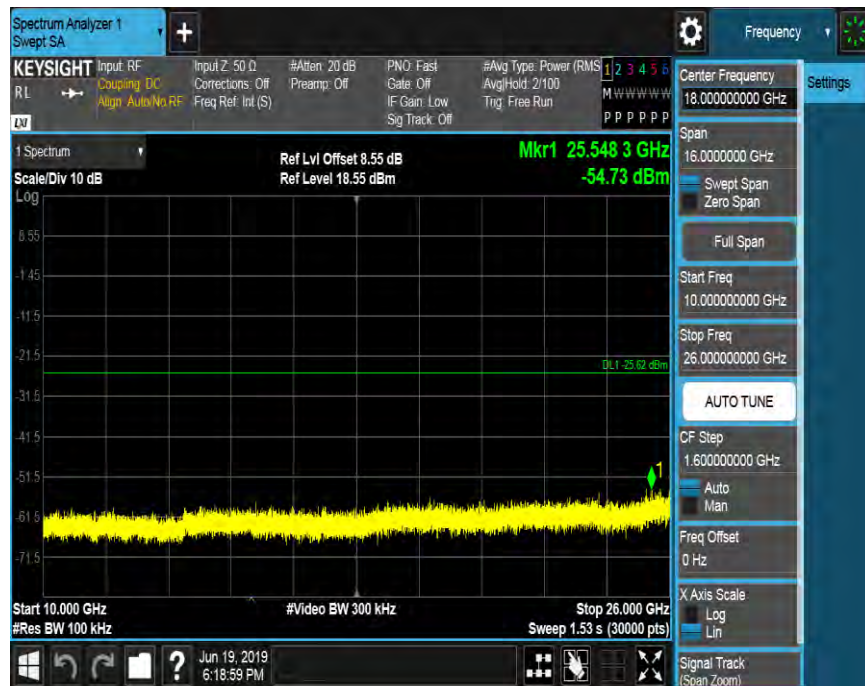 Spectrum Analyzer 1
Swept SA
+
Frequency
KEYSIGHT
RL
LXI
Input: RF
Coupling: DC
Align: Auto/No RF
Input Z: 50 Ω
Corrections: Off
Freq Ref: Int (S)
#Atten: 20 dB
Preamp: Off
PNO: Fast
Gate: Off
IF Gain: Low
Sig Track: Off
#Avg Type: Power (RMS
Avg|Hold: 2/100
Trig: Free Run
1 2 3 4 5 6
M W W W W W
P P P P P P
1 Spectrum
Scale/Div 10 dB
Log
Ref Lvl Offset 8.55 dB
Ref Level 18.55 dBm
Mkr1 25.548 3 GHz
-54.73 dBm
8.55
-1.45
-11.5
-21.5
DL1 -25.62 dBm
-31.5
-41.5
-51.5
1
-61.5
-71.5
Start 10.000 GHz
#Res BW 100 kHz
#Video BW 300 kHz
Stop 26.000 GHz
Sweep 1.53 s (30000 pts)
Center Frequency
18.000000000 GHz
Settings
Span
16.0000000 GHz
Swept Span
Zero Span
Full Span
Start Freq
10.000000000 GHz
Stop Freq
26.000000000 GHz
AUTO TUNE
CF Step
1.600000000 GHz
Auto
Man
Freq Offset
0 Hz
X Axis Scale
Log
Lin
Signal Track
(Span Zoom)
?
Jun 19, 2019
6:18:59 PM